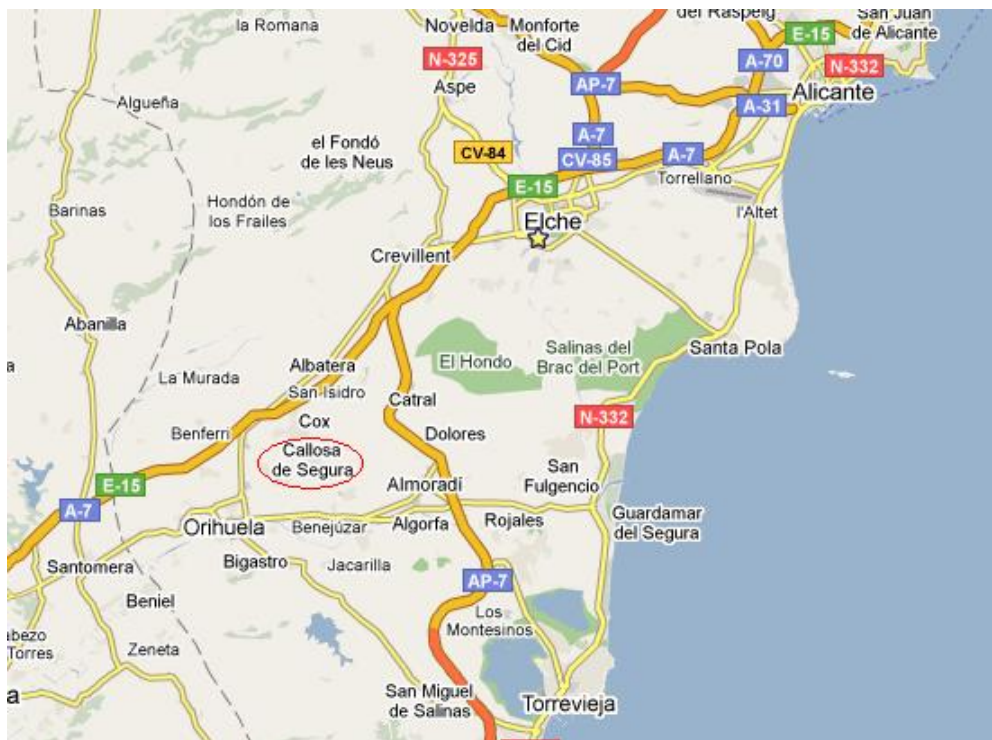 la Romana
Novelda
Monforte
del Cid
del Raspeig
San Juan
de Alicante
E-15
N-325
A-70
N-332
Aspe
AP-7
Alicante
A-31
Algueña
el Fondó
de les Neus
A-7
CV-84
CV-85
A-7
Torrellano
E-15
Barinas
Hondón de
los Frailes
Elche
l'Altet
Crevillent
Abanilla
Santa Pola
Salinas del
Brac del Port
El Hondo
Albatera
La Murada
San Isidro
Catral
N-332
Cox
Benferri
Dolores
Callosa
de Segura
San
Fulgencio
E-15
Almoradí
A-7
Guardamar
del Segura
Orihuela
Benejúzar
Algorfa
Rojales
Santomera
Bigastro
Jacarilla
AP-7
Beniel
Los
Montesinos
Torres
Zeneta
San Miguel
de Salinas
Torrevieja